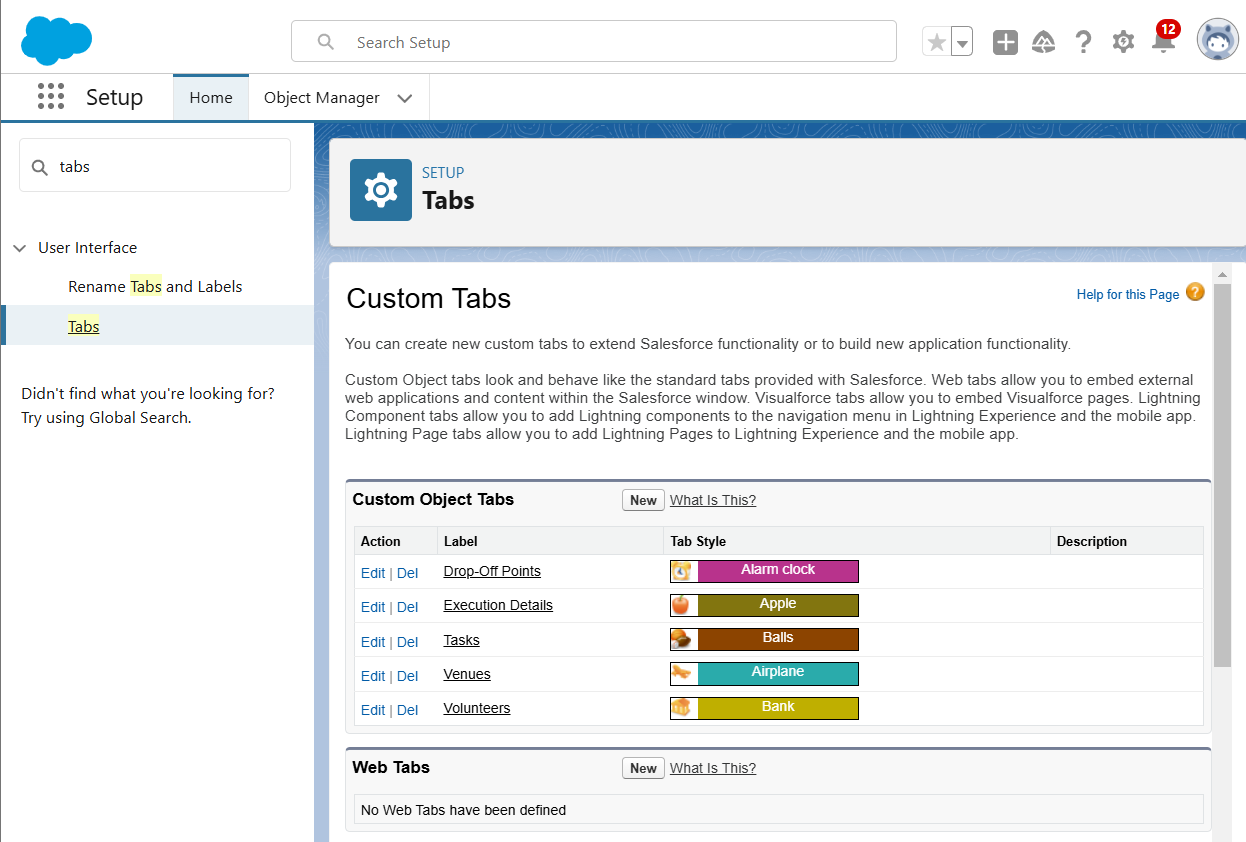 Search Setup
12
Setup
Home
Object Manager
tabs
User Interface
Rename Tabs and Labels
Tabs
Didn't find what you're looking for?
Try using Global Search.
SETUP
Tabs
Custom Tabs
Help for this Page ?
You can create new custom tabs to extend Salesforce functionality or to build new application functionality.
Custom Object tabs look and behave like the standard tabs provided with Salesforce. Web tabs allow you to embed external
web applications and content within the Salesforce window. Visualforce tabs allow you to embed Visualforce pages. Lightning
Component tabs allow you to add Lightning components to the navigation menu in Lightning Experience and the mobile app.
Lightning Page tabs allow you to add Lightning Pages to Lightning Experience and the mobile app.
Custom Object Tabs New What Is This?
Action Label Tab Style Description
Edit | Del Drop-Off Points Alarm clock
Edit | Del Execution Details Apple
Edit | Del Tasks Balls
Edit | Del Venues Airplane
Edit | Del Volunteers Bank
Web Tabs New What Is This?
No Web Tabs have been defined